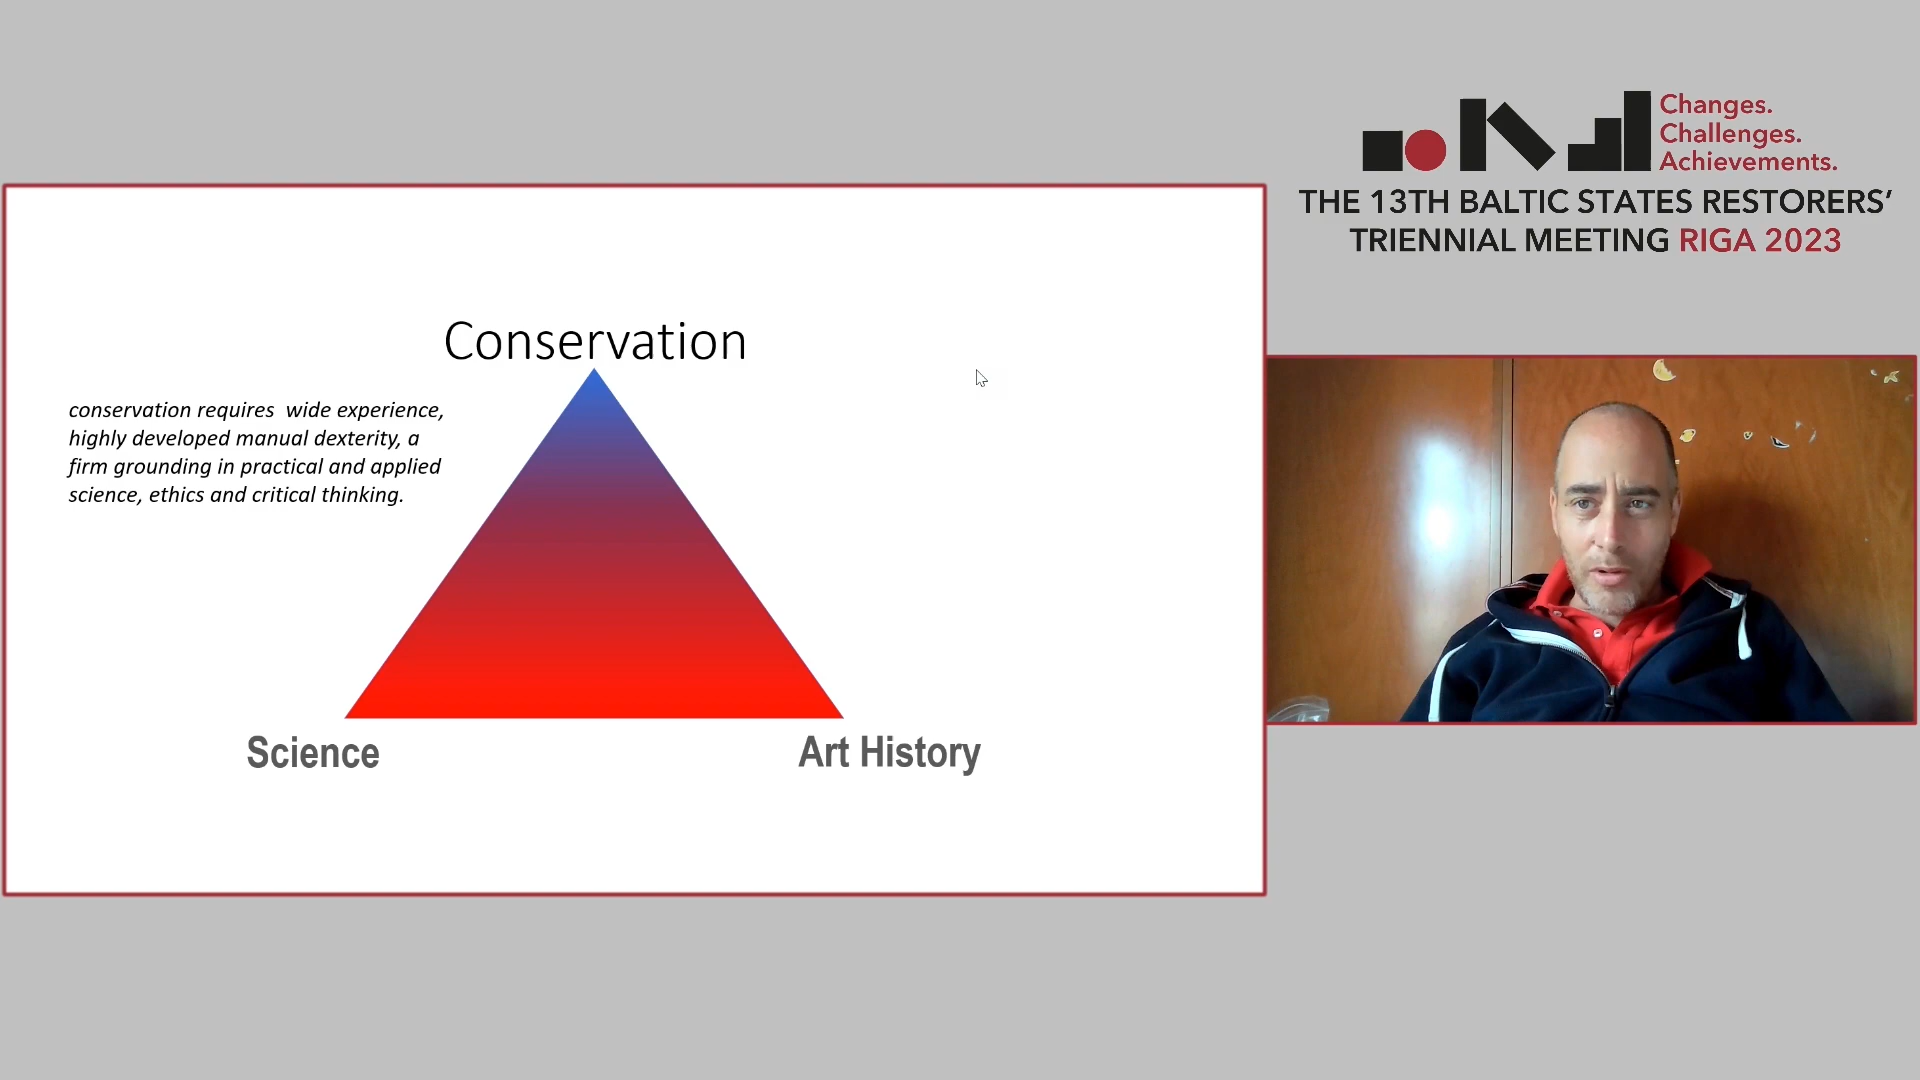 Changes.
Challenges.
Achievements.
THE 13TH BALTIC STATES RESTORERS’
TRIENNIAL MEETING RIGA 2023
Conservation
conservation requires  wide experience,
highly developed manual dexterity, a
firm grounding in practical and applied
science, ethics and critical thinking.
Science
Art History